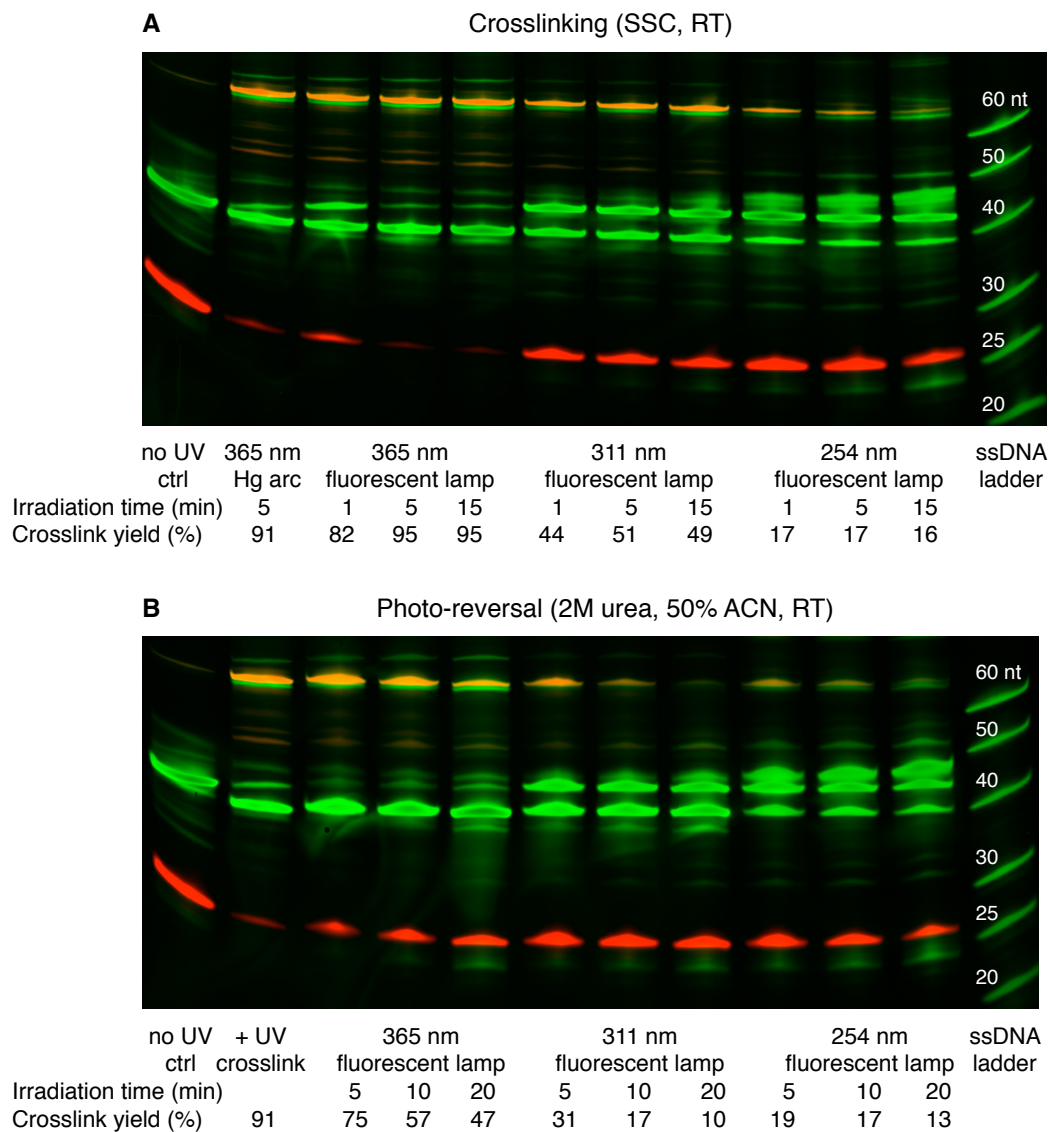 A Crosslinking (SSC, RT)
60 nt
50
40
30
25
20
no UV 365 nm 365 nm 311 nm 254 nm ssDNA
ctrl Hg arc fluorescent lamp fluorescent lamp fluorescent lamp ladder
Irradiation time (min) 5 1 5 15 1 5 15 1 5 15
Crosslink yield (%) 91 82 95 95 44 51 49 17 17 16
B Photo-reversal (2M urea, 50% ACN, RT)
60 nt
50
40
30
25
20
no UV + UV 365 nm 311 nm 254 nm ssDNA
ctrl crosslink fluorescent lamp fluorescent lamp fluorescent lamp ladder
Irradiation time (min) 5 10 20 5 10 20 5 10 20
Crosslink yield (%) 91 75 57 47 31 17 10 19 17 13